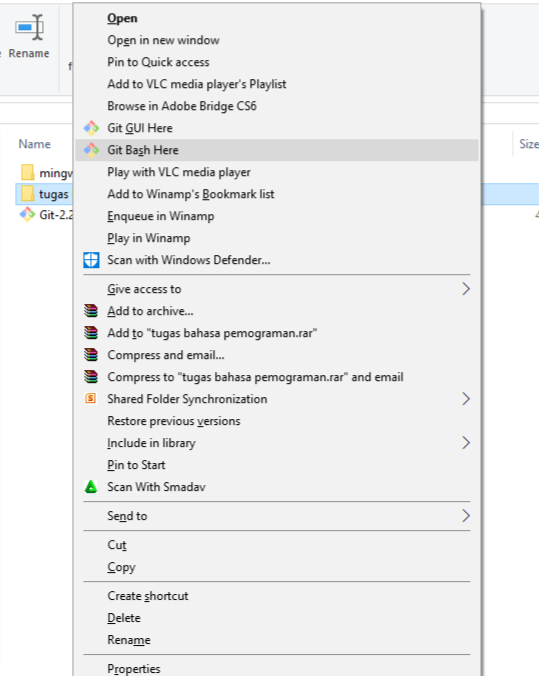 Rename
Name
Size
mingw
tugas
Git-2.2
Open
Open in new window
Pin to Quick access
Add to VLC media player's Playlist
Browse in Adobe Bridge CS6
Git GUI Here
Git Bash Here
Play with VLC media player
Add to Winamp's Bookmark list
Enqueue in Winamp
Play in Winamp
Scan with Windows Defender...
Give access to
Add to archive...
Add to "tugas bahasa pemograman.rar"
Compress and email...
Compress to "tugas bahasa pemograman.rar" and email
Shared Folder Synchronization
Restore previous versions
Include in library
Pin to Start
Scan With Smadav
Send to
Cut
Copy
Create shortcut
Delete
Rename
Properties